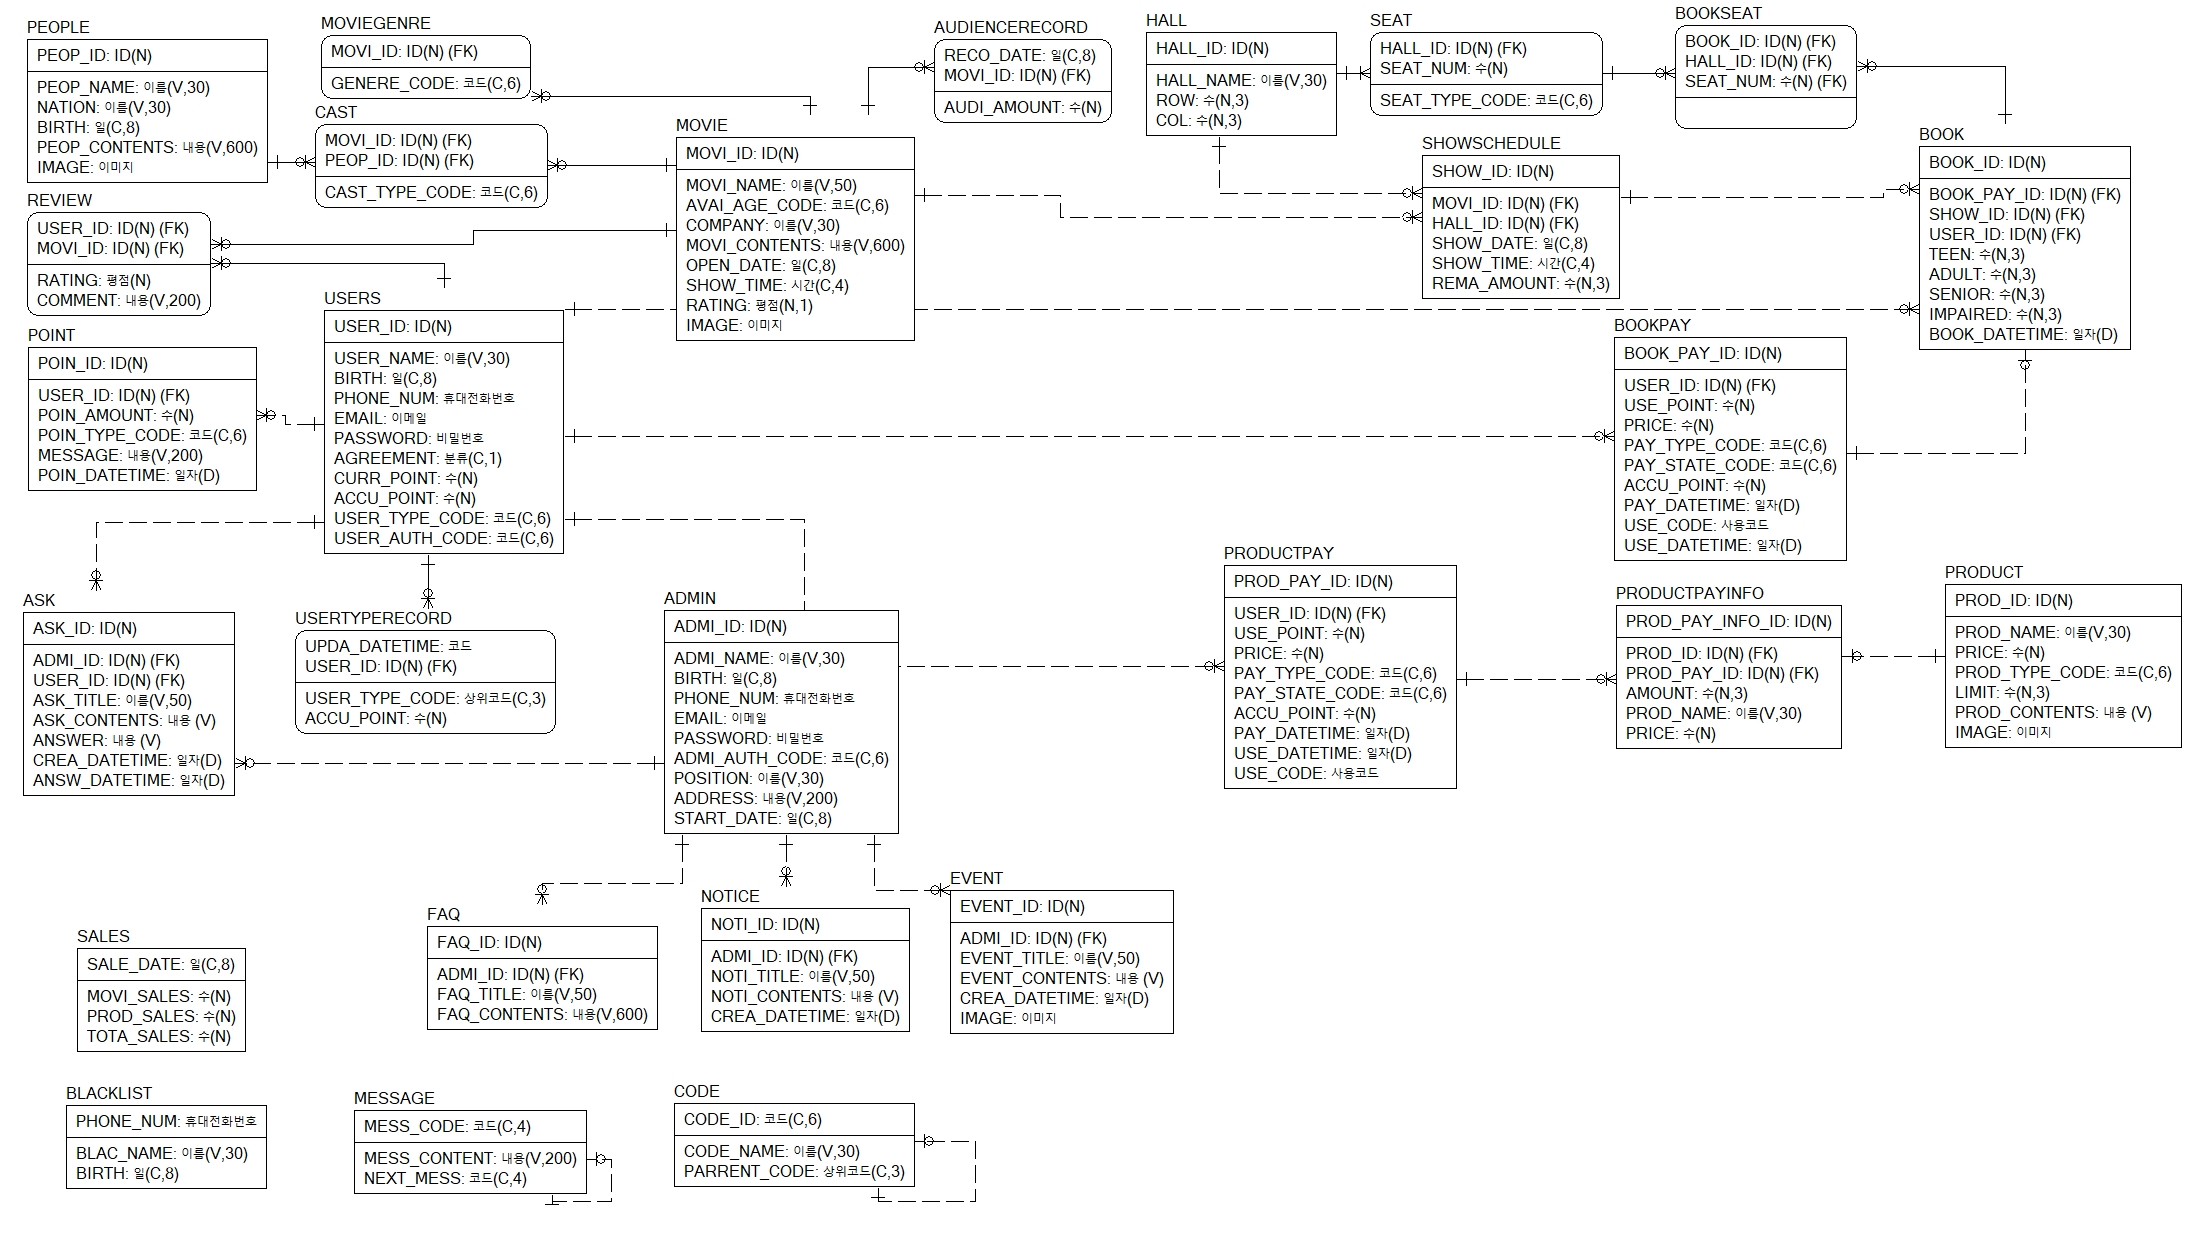 PEOPLE
PEOP_ID: ID(N)
PEOP_NAME: 이름(V,30)
NATION: 이름(V,30)
BIRTH: 일(C,8)
PEOP_CONTENTS: 내용(V,600)
IMAGE: 이미지
MOVIEGENRE
MOVI_ID: ID(N) (FK)
GENERE_CODE: 코드(C,6)
CAST
MOVI_ID: ID(N) (FK)
PEOP_ID: ID(N) (FK)
CAST_TYPE_CODE: 코드(C,6)
AUDIENCERECORD
RECO_DATE: 일(C,8)
MOVI_ID: ID(N) (FK)
AUDI_AMOUNT: 수(N)
HALL
HALL_ID: ID(N)
HALL_NAME: 이름(V,30)
ROW: 수(N,3)
COL: 수(N,3)
SEAT
HALL_ID: ID(N) (FK)
SEAT_NUM: 수(N)
SEAT_TYPE_CODE: 코드(C,6)
BOOKSEAT
BOOK_ID: ID(N) (FK)
HALL_ID: ID(N) (FK)
SEAT_NUM: 수(N) (FK)
MOVIE
MOVI_ID: ID(N)
MOVI_NAME: 이름(V,50)
AVAI_AGE_CODE: 코드(C,6)
COMPANY: 이름(V,30)
MOVI_CONTENTS: 내용(V,600)
OPEN_DATE: 일(C,8)
SHOW_TIME: 시간(C,4)
RATING: 평점(N,1)
IMAGE: 이미지
SHOWSCHEDULE
SHOW_ID: ID(N)
MOVI_ID: ID(N) (FK)
HALL_ID: ID(N) (FK)
SHOW_DATE: 일(C,8)
SHOW_TIME: 시간(C,4)
REMA_AMOUNT: 수(N,3)
BOOK
BOOK_ID: ID(N)
BOOK_PAY_ID: ID(N) (FK)
SHOW_ID: ID(N) (FK)
USER_ID: ID(N) (FK)
TEEN: 수(N,3)
ADULT: 수(N,3)
SENIOR: 수(N,3)
IMPAIRED: 수(N,3)
BOOK_DATETIME: 일자(D)
REVIEW
USER_ID: ID(N) (FK)
MOVI_ID: ID(N) (FK)
RATING: 평점(N)
COMMENT: 내용(V,200)
POINT
POIN_ID: ID(N)
USER_ID: ID(N) (FK)
POIN_AMOUNT: 수(N)
POIN_TYPE_CODE: 코드(C,6)
MESSAGE: 내용(V,200)
POIN_DATETIME: 일자(D)
USERS
USER_ID: ID(N)
USER_NAME: 이름(V,30)
BIRTH: 일(C,8)
PHONE_NUM: 휴대전화번호
EMAIL: 이메일
PASSWORD: 비밀번호
AGREEMENT: 분류(C,1)
CURR_POINT: 수(N)
ACCU_POINT: 수(N)
USER_TYPE_CODE: 코드(C,6)
USER_AUTH_CODE: 코드(C,6)
BOOKPAY
BOOK_PAY_ID: ID(N)
USER_ID: ID(N) (FK)
USE_POINT: 수(N)
PRICE: 수(N)
PAY_TYPE_CODE: 코드(C,6)
PAY_STATE_CODE: 코드(C,6)
ACCU_POINT: 수(N)
PAY_DATETIME: 일자(D)
USE_CODE: 사용코드
USE_DATETIME: 일자(D)
ASK
ASK_ID: ID(N)
ADMI_ID: ID(N) (FK)
USER_ID: ID(N) (FK)
ASK_TITLE: 이름(V,50)
ASK_CONTENTS: 내용 (V)
ANSWER: 내용 (V)
CREA_DATETIME: 일자(D)
ANSW_DATETIME: 일자(D)
USERTYPERECORD
UPDA_DATETIME: 코드
USER_ID: ID(N) (FK)
USER_TYPE_CODE: 상위코드(C,3)
ACCU_POINT: 수(N)
ADMIN
ADMI_ID: ID(N)
ADMI_NAME: 이름(V,30)
BIRTH: 일(C,8)
PHONE_NUM: 휴대전화번호
EMAIL: 이메일
PASSWORD: 비밀번호
ADMI_AUTH_CODE: 코드(C,6)
POSITION: 이름(V,30)
ADDRESS: 내용(V,200)
START_DATE: 일(C,8)
PRODUCTPAY
PROD_PAY_ID: ID(N)
USER_ID: ID(N) (FK)
USE_POINT: 수(N)
PRICE: 수(N)
PAY_TYPE_CODE: 코드(C,6)
PAY_STATE_CODE: 코드(C,6)
ACCU_POINT: 수(N)
PAY_DATETIME: 일자(D)
USE_DATETIME: 일자(D)
USE_CODE: 사용코드
PRODUCTPAYINFO
PROD_PAY_INFO_ID: ID(N)
PROD_ID: ID(N) (FK)
PROD_PAY_ID: ID(N) (FK)
AMOUNT: 수(N,3)
PROD_NAME: 이름(V,30)
PRICE: 수(N)
PRODUCT
PROD_ID: ID(N)
PROD_NAME: 이름(V,30)
PRICE: 수(N)
PROD_TYPE_CODE: 코드(C,6)
LIMIT: 수(N,3)
PROD_CONTENTS: 내용 (V)
IMAGE: 이미지
FAQ
FAQ_ID: ID(N)
ADMI_ID: ID(N) (FK)
FAQ_TITLE: 이름(V,50)
FAQ_CONTENTS: 내용(V,600)
NOTICE
NOTI_ID: ID(N)
ADMI_ID: ID(N) (FK)
NOTI_TITLE: 이름(V,50)
NOTI_CONTENTS: 내용 (V)
CREA_DATETIME: 일자(D)
EVENT
EVENT_ID: ID(N)
ADMI_ID: ID(N) (FK)
EVENT_TITLE: 이름(V,50)
EVENT_CONTENTS: 내용 (V)
CREA_DATETIME: 일자(D)
IMAGE: 이미지
SALES
SALE_DATE: 일(C,8)
MOVI_SALES: 수(N)
PROD_SALES: 수(N)
TOTA_SALES: 수(N)
BLACKLIST
PHONE_NUM: 휴대전화번호
BLAC_NAME: 이름(V,30)
BIRTH: 일(C,8)
MESSAGE
MESS_CODE: 코드(C,4)
MESS_CONTENT: 내용(V,200)
NEXT_MESS: 코드(C,4)
CODE
CODE_ID: 코드(C,6)
CODE_NAME: 이름(V,30)
PARRENT_CODE: 상위코드(C,3)